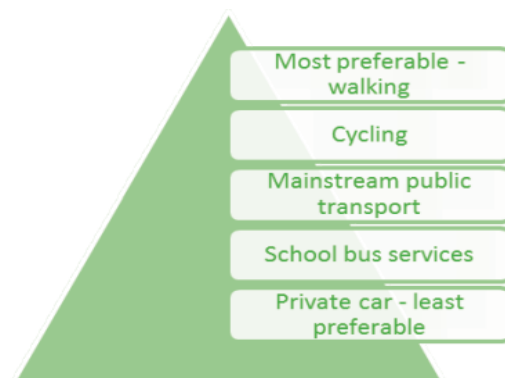 Most preferable -
walking
Cycling
Mainstream public
transport
School bus services
Private car - least
preferable